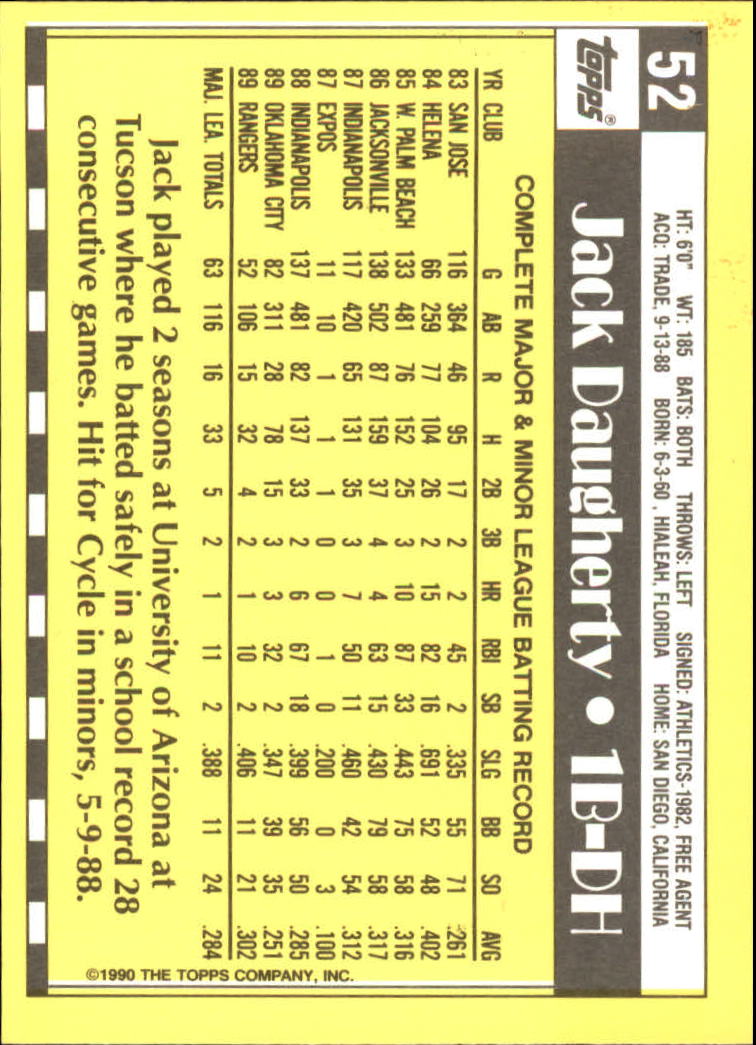 52
HT: 6'0" WT: 185 BATS: BOTH THROWS: LEFT SIGNED: ATHLETICS-1982, FREE AGENT
ACQ: TRADE, 9-13-88 BORN: 6-3-60, HIALEAH, FLORIDA HOME: SAN DIEGO, CALIFORNIA
topps® Jack Daugherty • 1B-DH
COMPLETE MAJOR & MINOR LEAGUE BATTING RECORD
YR CLUB G AB R H 2B 3B HR RBI SB SLG BB SO AVG
83 SAN JOSE 116 364 46 95 17 2 2 45 2 .335 55 71 .261
84 HELENA 66 259 77 104 26 2 15 82 16 .691 52 48 .402
85 W. PALM BEACH 133 481 76 152 25 3 10 87 33 .443 75 58 .316
86 JACKSONVILLE 138 502 87 159 37 4 4 63 15 .430 79 58 .317
87 INDIANAPOLIS 117 420 65 131 35 3 7 50 11 .460 42 54 .312
87 EXPOS 11 10 1 1 1 0 0 1 0 .200 0 3 .100
88 INDIANAPOLIS 137 481 82 137 33 2 6 67 18 .399 56 50 .285
89 OKLAHOMA CITY 82 311 28 78 15 3 3 32 2 .347 39 35 .251
89 RANGERS 52 106 15 32 4 2 1 10 2 .406 11 21 .302
MAJ. LEA. TOTALS 63 116 16 33 5 2 1 11 2 .388 11 24 .284
Jack played 2 seasons at University of Arizona at
Tucson where he batted safely in a school record 28
consecutive games. Hit for Cycle in minors, 5-9-88.
©1990 THE TOPPS COMPANY, INC.